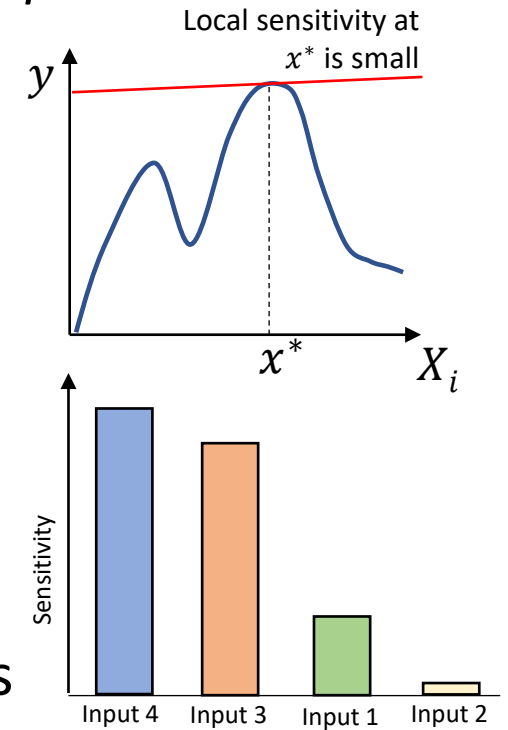 Local sensitivity at
x* is small
y
x*
X_i
Sensitivity
s
Input 4 Input 3 Input 1 Input 2